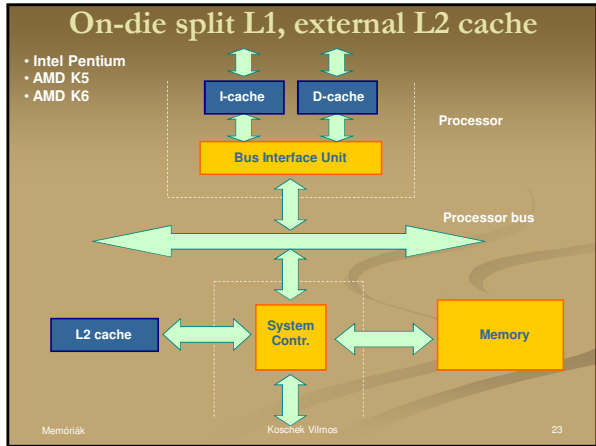 On-die split L1, external L2 cache
• Intel Pentium
• AMD K5
• AMD K6
I-cache
D-cache
Processor
Bus Interface Unit
Processor bus
L2 cache
System
Contr.
Memory
Memóriák
Koschek Vilmos
23